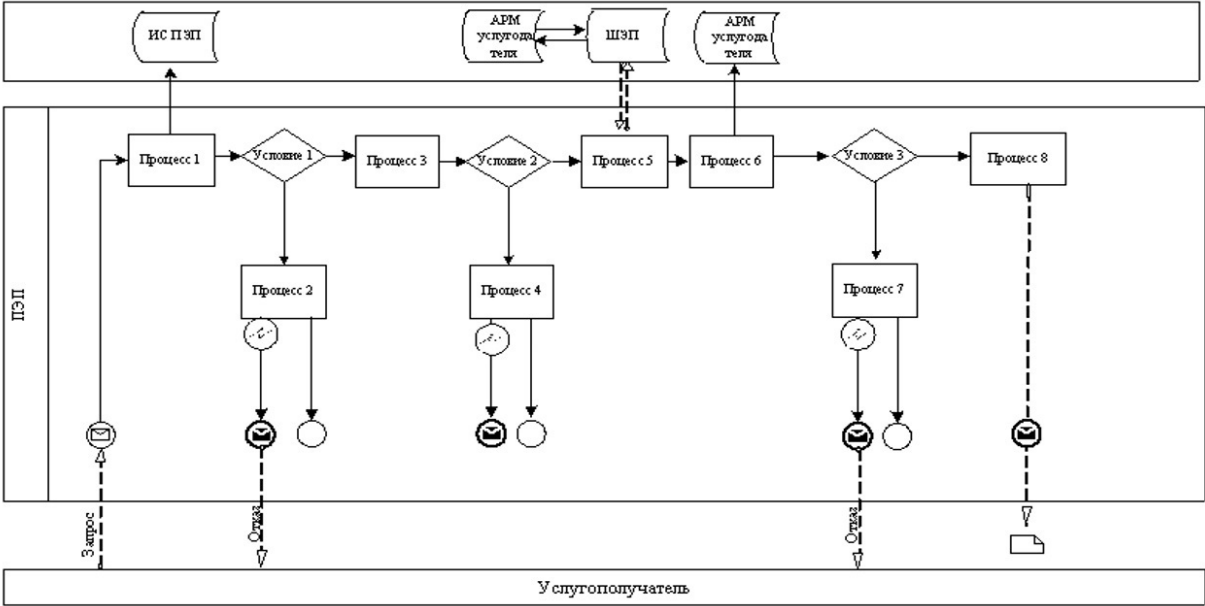 ИС ПЭП
АРМ
услугода
теля
ШЭП
АРМ
услугода
теля
ПЭП
Процесс 1
Условие 1
Процесс 3
Условие 2
Процесс 5
Процесс 6
Условие 3
Процесс 8
Процесс 2
Процесс 4
Процесс 7
Запрос
Отказ
Отказ
Услугополучатель